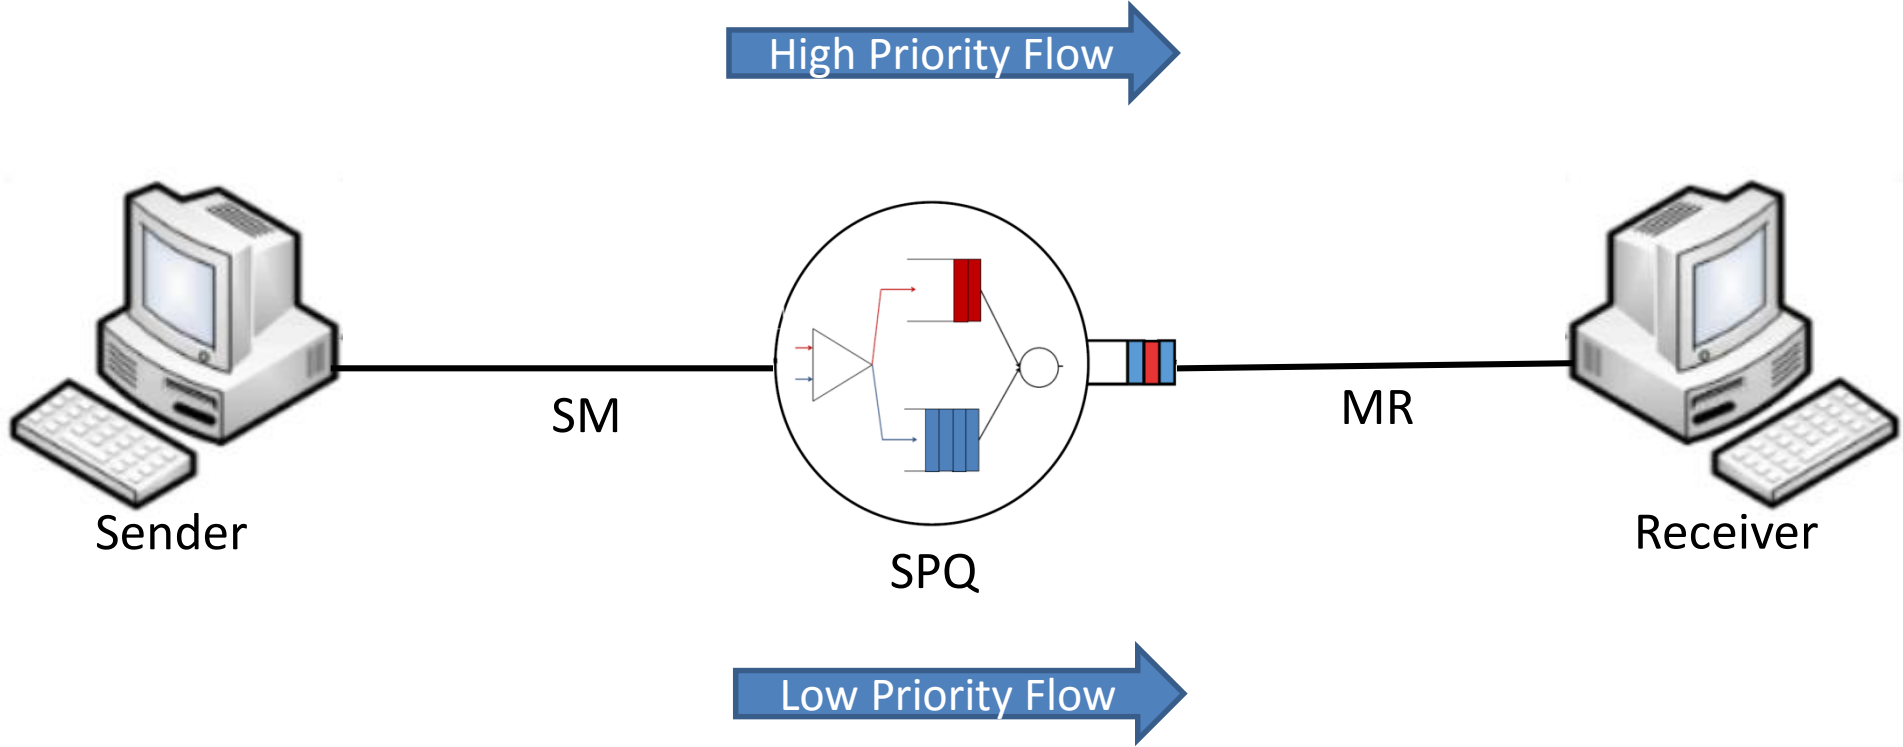 High Priority Flow
SM
MR
Sender
Receiver
SPQ
Low Priority Flow